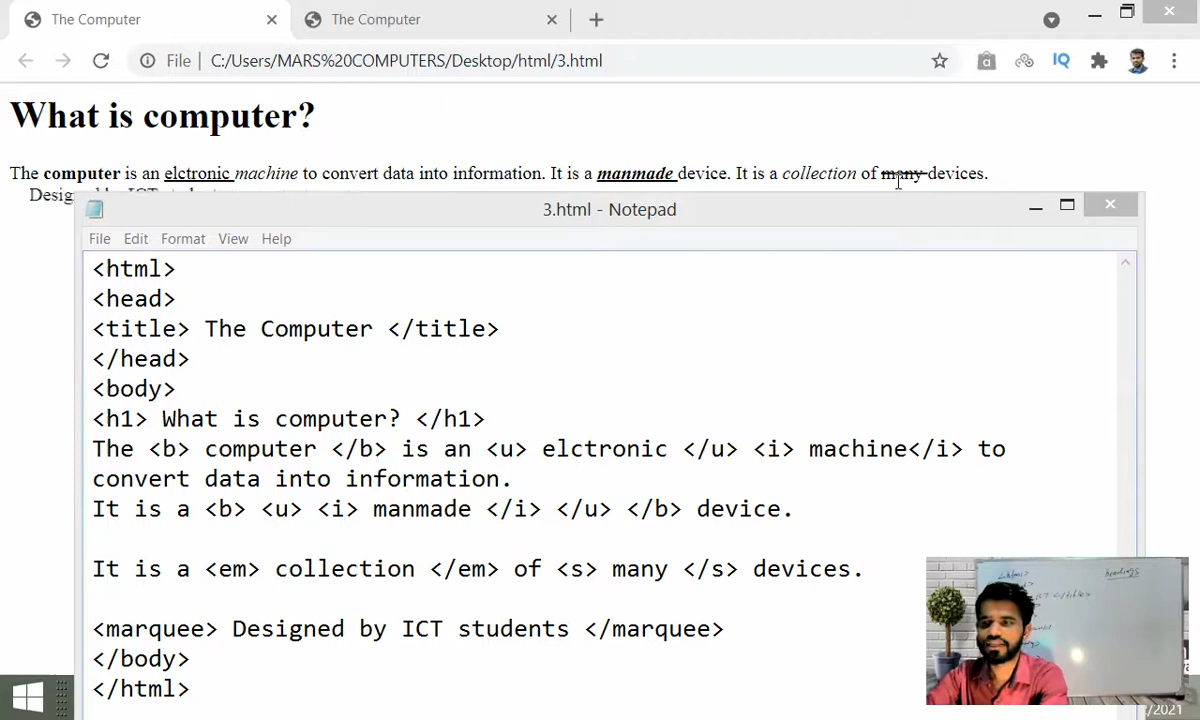 The Computer
The Computer
File
C:/Users/MARS%20COMPUTERS/Desktop/html/3.html
IQ
What is computer?
The computer is an elctronic machine to convert data into information. It is a manmade device. It is a collection of many devices.
3.html - Notepad
File Edit Format View Help
<html>
<head>
<title> The Computer </title>
</head>
<body>
<h1> What is computer? </h1>
The <b> computer </b> is an <u> elctronic </u> <i> machine</i> to
convert data into information.
It is a <b> <u> <i> manmade </i> </u> </b> device.
It is a <em> collection </em> of <s> many </s> devices.
<marquee> Designed by ICT students </marquee>
</body>
</html>
headings
/2021